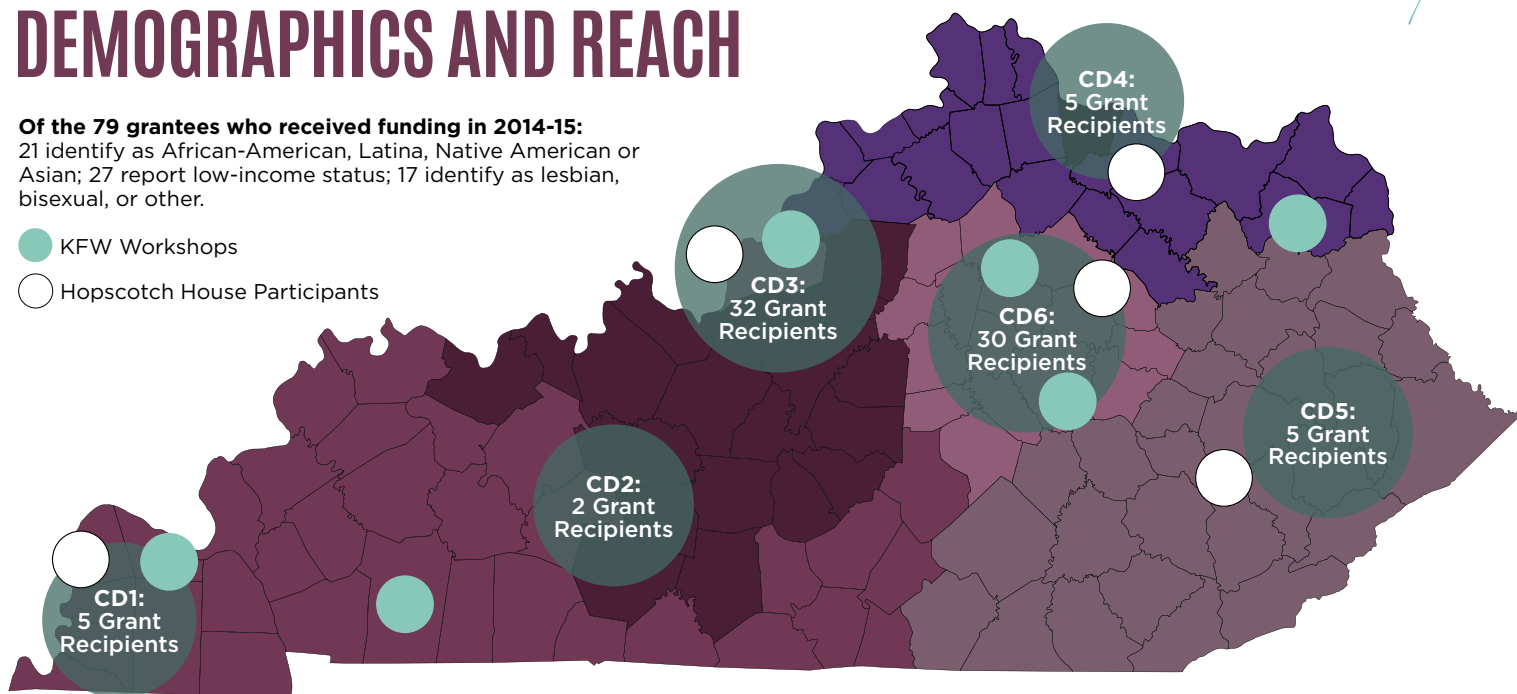 DEMOGRAPHICS AND REACH
Of the 79 grantees who received funding in 2014-15:
21 identify as African-American, Latina, Native American or
Asian; 27 report low-income status; 17 identify as lesbian,
bisexual, or other.
KFW Workshops
Hopscotch House Participants
CD4:
5 Grant
Recipients
CD3:
32 Grant
Recipients
CD6:
30 Grant
Recipients
CD5:
5 Grant
Recipients
CD2:
2 Grant
Recipients
CD1:
5 Grant
Recipients